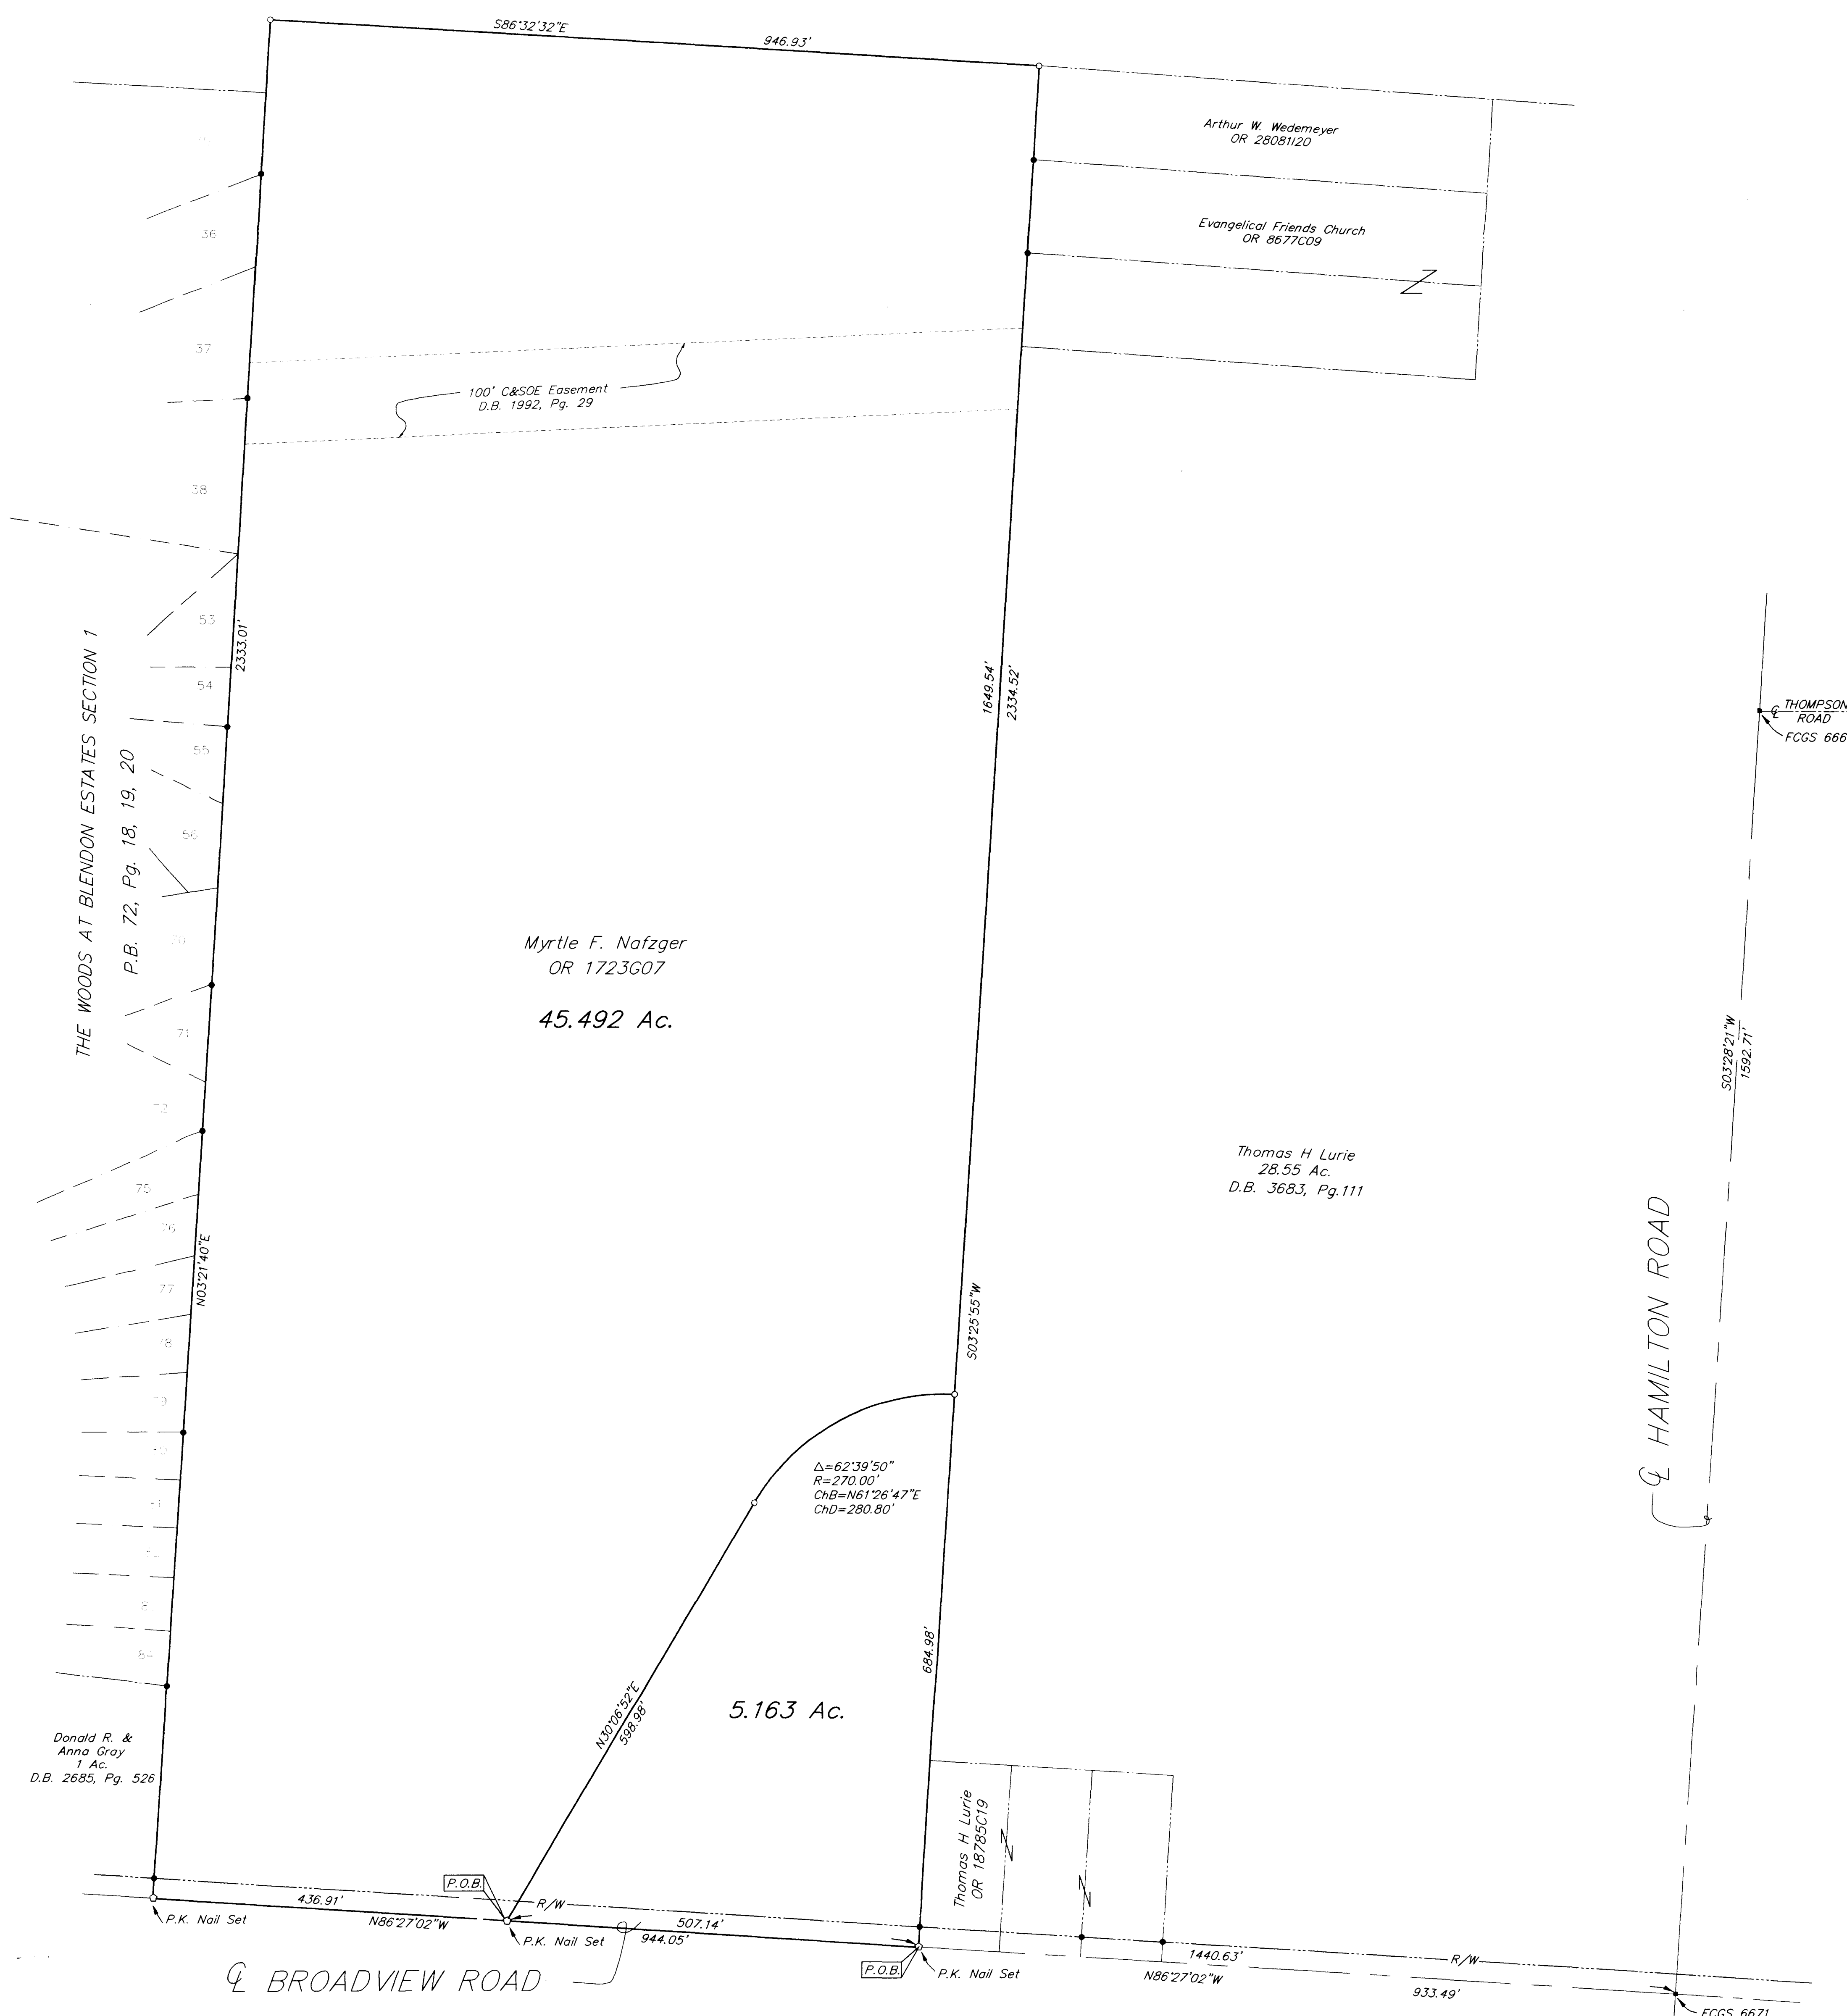 S86°32'32"E
946.93'
Arthur W. Wedemeyer
OR 28081I20
Evangelical Friends Church
OR 8677C09
36
37
100' C&SOE Easement
D.B. 1992, Pg. 29
38
53
2333.01'
54
55
56
70
71
THE WOODS AT BLENDON ESTATES SECTION 1
P.B. 72, Pg. 18, 19, 20
1649.54'
2334.52'
℄ THOMPSON
ROAD
FCGS 666
Myrtle F. Nafzger
OR 1723G07
45.492 Ac.
S03°28'21"W
1592.71'
Thomas H Lurie
28.55 Ac.
D.B. 3683, Pg.111
75
76
77
78
N03°21'40"E
S03°25'55"W
℄ HAMILTON ROAD
Δ=62°39'50"
R=270.00'
ChB=N61°26'47"E
ChD=280.80'
N30°06'52"E
598.98'
684.98'
5.163 Ac.
Donald R. &
Anna Gray
1 Ac.
D.B. 2685, Pg. 526
Thomas H Lurie
OR 18785C19
P.O.B.
436.91'
R/W
P.K. Nail Set
N86°27'02"W
P.K. Nail Set
507.14'
944.05'
℄ BROADVIEW ROAD
P.O.B.
P.K. Nail Set
1440.63'
R/W
N86°27'02"W
933.49'
FCGS 6671